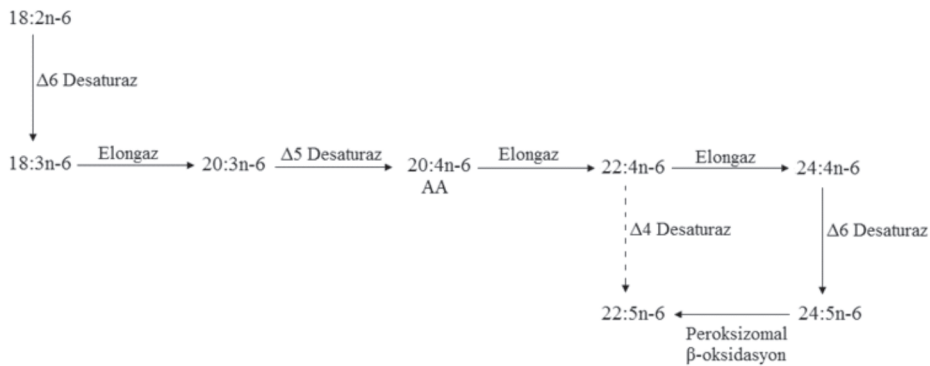 18:2n-6
Δ6 Desaturaz
18:3n-6
Elongaz
20:3n-6
Δ5 Desaturaz
20:4n-6
AA
Elongaz
22:4n-6
Elongaz
24:4n-6
Δ4 Desaturaz
Δ6 Desaturaz
22:5n-6
24:5n-6
Peroksizomal
β-oksidasyon